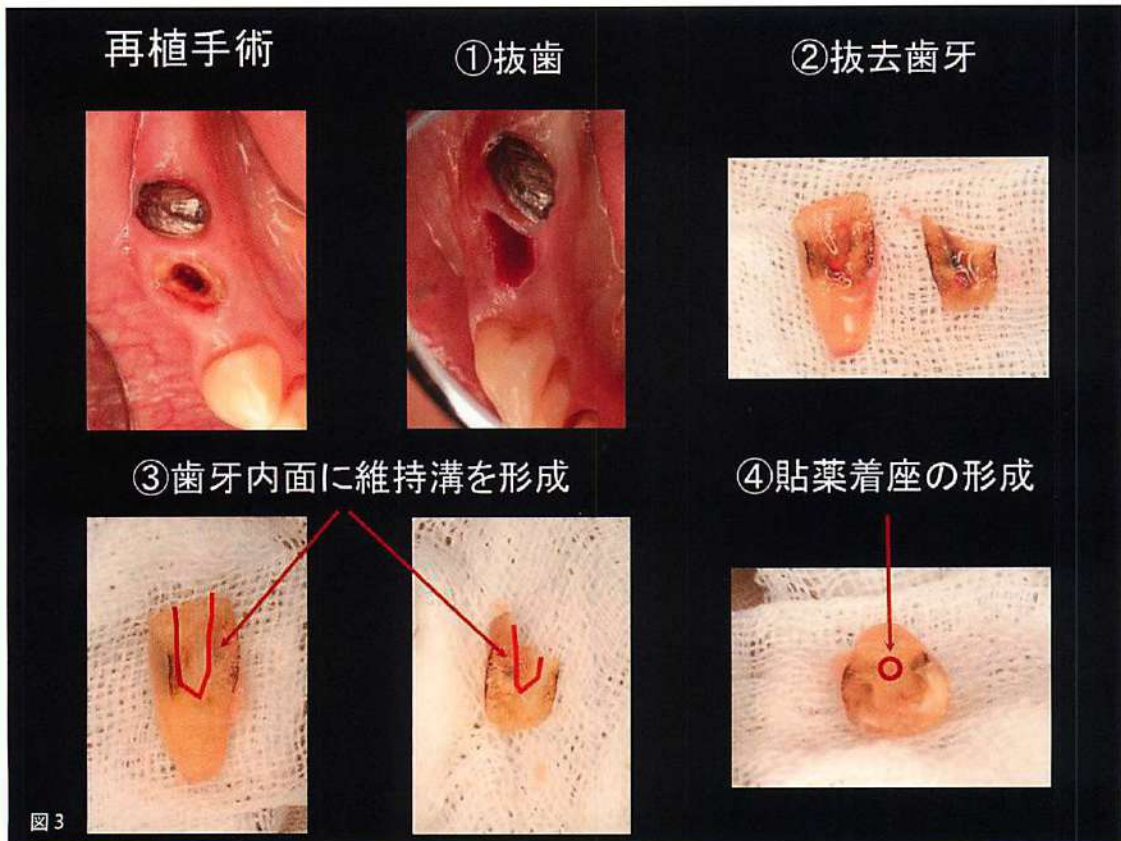 再植手術
①抜歯
②抜去歯牙
③歯牙内面に維持溝を形成
④貼薬着座の形成
図3